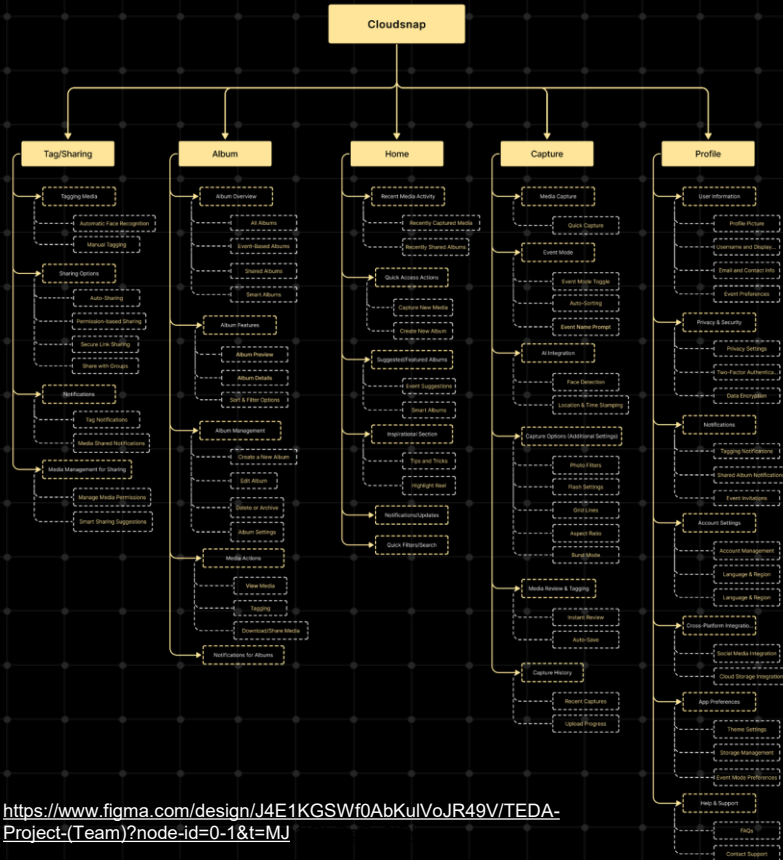 Cloudsnap
Tag/Sharing
Tagging Media
Automatic Face Recognition
Manual Tagging
Sharing Options
Auto-Sharing
Permission-based Sharing
Secure Link Sharing
Share with Groups
Notifications
Tag Notifications
Media Shared Notifications
Media Management for Sharing
Manage Media Permissions
Smart Sharing Suggestions
Album
Album Overview
All Albums
Event-Based Albums
Shared Albums
Smart Albums
Album Features
Album Preview
Album Details
Sort & Filter Options
Album Management
Create a New Album
Edit Album
Delete or Archive
Album Settings
Media Actions
View Media
Tagging
Download/Share Media
Notifications for Albums
Home
Recent Media Activity
Recently Captured Media
Recently Shared Albums
Quick Access Actions
Capture New Media
Create New Album
Suggested/Featured Albums
Event Suggestions
Smart Albums
Inspirational Section
Tips and Tricks
Highlight Reel
Notifications/Updates
Quick Filters/Search
Capture
Media Capture
Quick Capture
Event Mode
Event Mode Toggle
Auto-Sorting
Event Name Prompt
AI Integration
Face Detection
Location & Time Stamping
Capture Options (Additional Settings)
Photo Filters
Flash Settings
Grid Lines
Aspect Ratio
Burst Mode
Media Review & Tagging
Instant Review
Auto-Save
Capture History
Recent Captures
Upload Progress
Profile
User Information
Profile Picture
Username and Display...
Email and Contact Info
Event Preferences
Privacy & Security
Privacy Settings
Two-Factor Authentica...
Data Encryption
Notifications
Tagging Notifications
Shared Album Notification
Event Invitations
Account Settings
Account Management
Language & Region
Language & Region
Cross-Platform Integratio...
Social Media Integration
Cloud Storage Integration
App Preferences
Theme Settings
Storage Management
Event Mode Preferences
Help & Support
FAQs
Contact Support
https://www.figma.com/design/J4E1KGSWf0AbKulVoJR49V/TEDA-
Project-(Team)?node-id=0-1&t=MJ